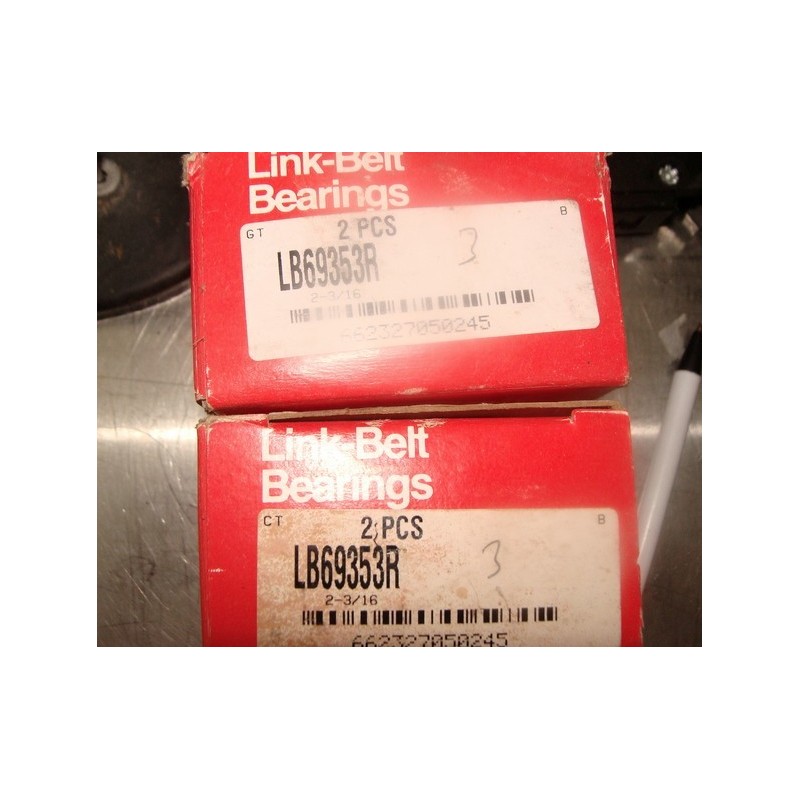 Link-Belt
Bearings
GT
2 PCS
B
LB69353R
3
2-3/16
662327050245
Link-Belt
Bearings
CT
2 PCS
B
LB69353R
3
2-3/16
662327050245